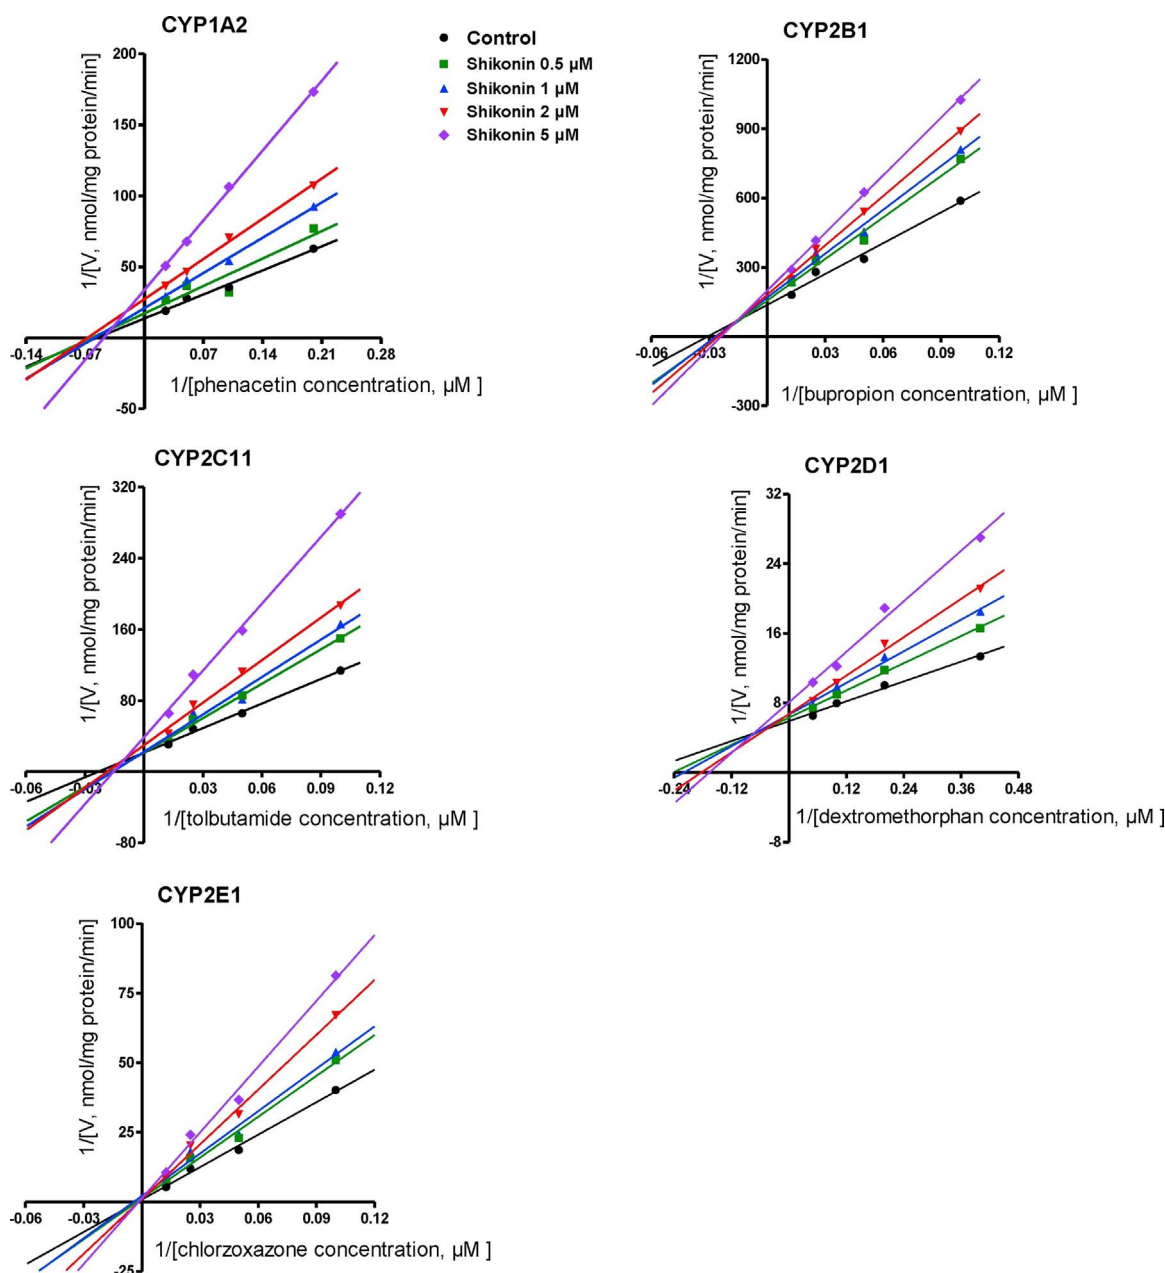 CYP1A2
1/[V, nmol/mg protein/min]
200
150
100
50
-50
-0.14
-0.07
0.07
0.14
0.21
0.28
1/[phenacetin concentration, µM ]
Control
Shikonin 0.5 µM
Shikonin 1 µM
Shikonin 2 µM
Shikonin 5 µM
CYP2B1
1/[V, nmol/mg protein/min]
1200
900
600
300
-300
-0.06
-0.03
0.03
0.06
0.09
0.12
1/[bupropion concentration, µM ]
CYP2C11
1/[V, nmol/mg protein/min]
320
240
160
80
-80
-0.06
-0.03
0.03
0.06
0.09
0.12
1/[tolbutamide concentration, µM ]
CYP2D1
1/[V, nmol/mg protein/min]
32
24
16
8
-8
-0.24
-0.12
0.12
0.24
0.36
0.48
1/[dextromethorphan concentration, µM ]
CYP2E1
1/[V, nmol/mg protein/min]
100
75
50
25
-25
-0.06
-0.03
0.03
0.06
0.09
0.12
1/[chlorzoxazone concentration, µM ]